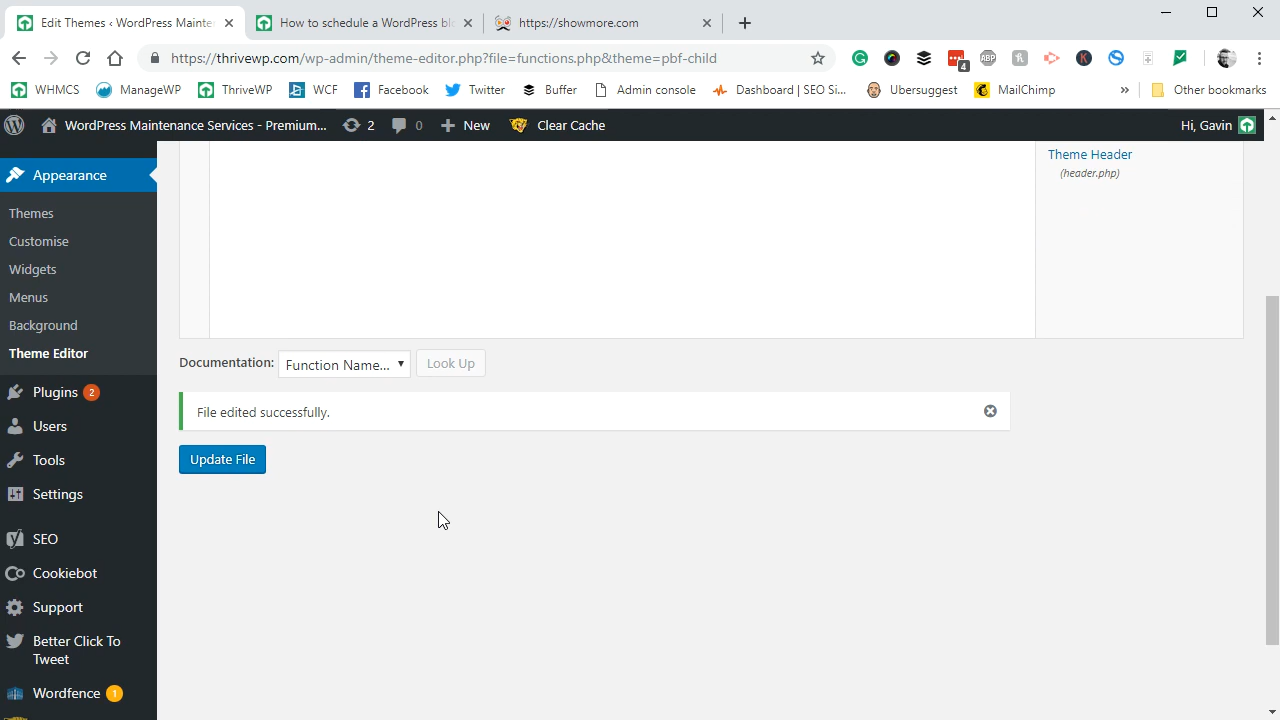 Edit Themes ‹ WordPress Mainte
How to schedule a WordPress blo
https://showmore.com
https://thrivewp.com/wp-admin/theme-editor.php?file=functions.php&theme=pbf-child
4
ABP
K
WHMCS
ManageWP
ThriveWP
WCF
Facebook
Twitter
Buffer
Admin console
Dashboard | SEO Si...
Ubersuggest
MailChimp
»
Other bookmarks
WordPress Maintenance Services - Premium...
2
0
New
Clear Cache
Hi, Gavin
Appearance
Themes
Customise
Widgets
Menus
Background
Theme Editor
Plugins 2
Users
Tools
Settings
SEO
Cookiebot
Support
Better Click To
Tweet
Wordfence 1
Theme Header
(header.php)
Documentation:
Function Name...
Look Up
File edited successfully.
Update File